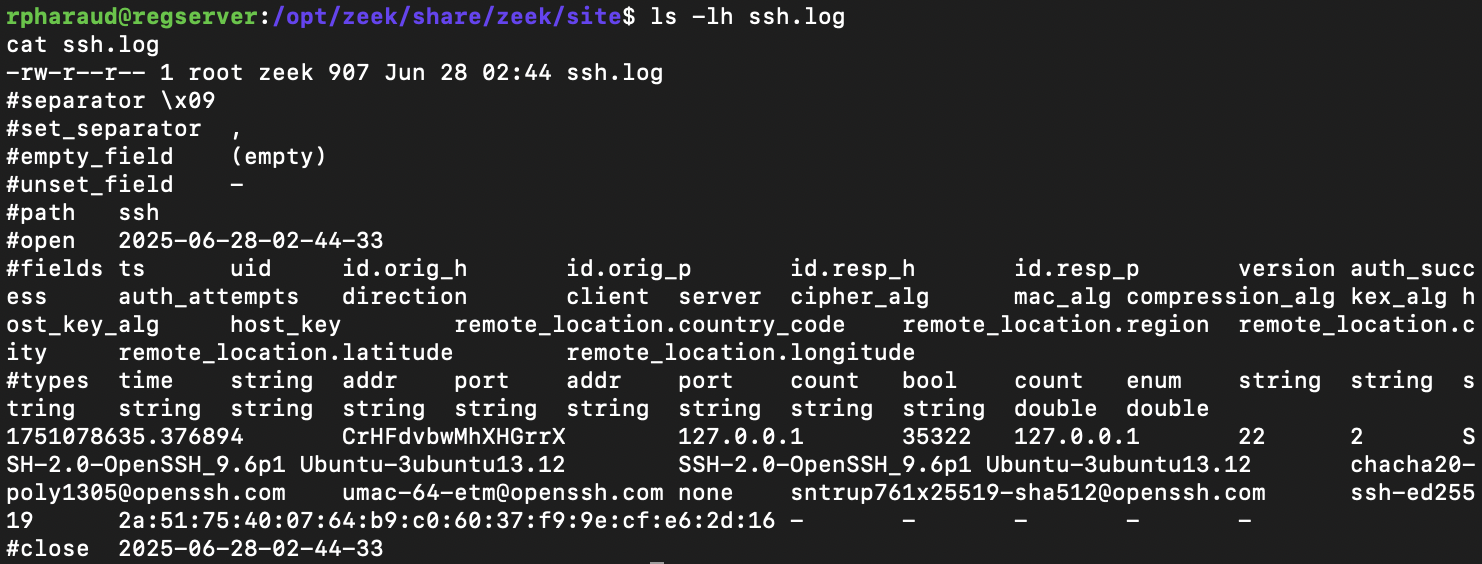 rpharaud@regserver:/opt/zeek/share/zeek/site$ ls -lh ssh.log
cat ssh.log
-rw-r--r-- 1 root zeek 907 Jun 28 02:44 ssh.log
#separator \x09
#set_separator	,
#empty_field	(empty)
#unset_field	-
#path	ssh
#open	2025-06-28-02-44-33
#fields	ts	uid	id.orig_h	id.orig_p	id.resp_h	id.resp_p	version	auth_succ
ess	auth_attempts	direction	client	server	cipher_alg	mac_alg	compression_alg	kex_alg	h
ost_key_alg	host_key	remote_location.country_code	remote_location.region	remote_location.c
ity	remote_location.latitude	remote_location.longitude
#types	time	string	addr	port	addr	port	count	bool	count	enum	string	string	s
tring	string	string	string	string	string	string	string	string	double	double
1751078635.376894	CrHFdvbwMhXHGrrX	127.0.0.1	35322	127.0.0.1	22	2	S
SH-2.0-OpenSSH_9.6p1 Ubuntu-3ubuntu13.12	SSH-2.0-OpenSSH_9.6p1 Ubuntu-3ubuntu13.12	chacha20-
poly1305@openssh.com	umac-64-etm@openssh.com	none	sntrup761x25519-sha512@openssh.com	ssh-ed255
19	2a:51:75:40:07:64:b9:c0:60:37:f9:9e:cf:e6:2d:16	-	-	-	-	-
#close	2025-06-28-02-44-33